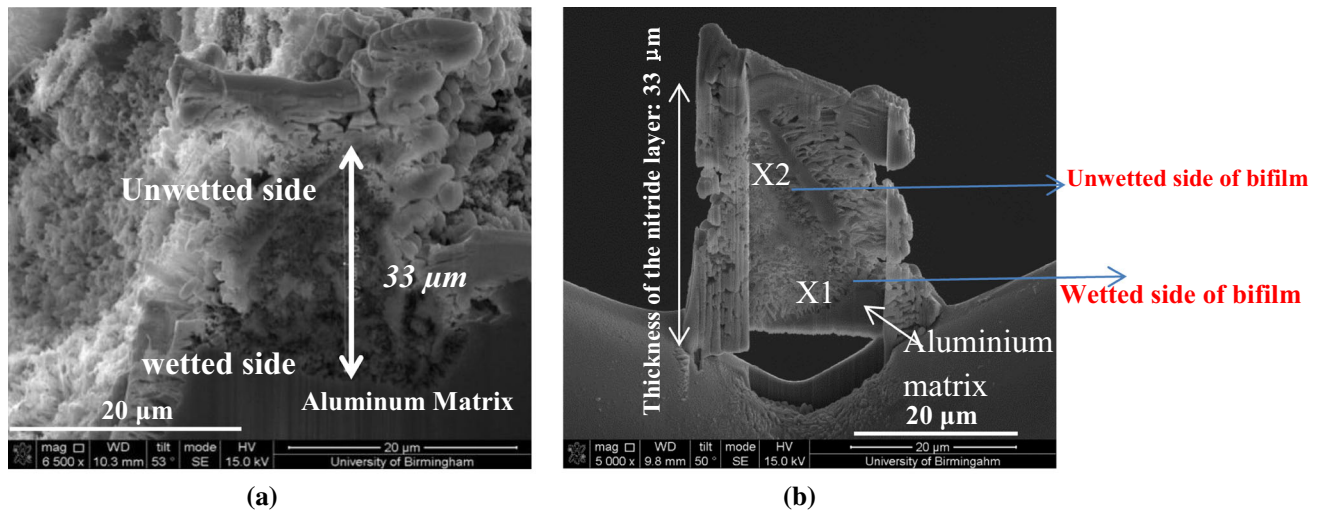 Unwetted side
33 µm
wetted side
Aluminum Matrix
20 µm
mag □ WD tilt mode HV
6 500 x 10.3 mm 53 ° SE 15.0 kV
20 µm
University of Birmingham
(a)
Thickness of the nitride layer: 33 µm
X2
Unwetted side of bifilm
X1
Wetted side of bifilm
Aluminium
matrix
20 µm
mag □ WD tilt mode HV
5 000 x 9.8 mm 50 ° SE 15.0 kV
20 µm
University of Birmingahm
(b)